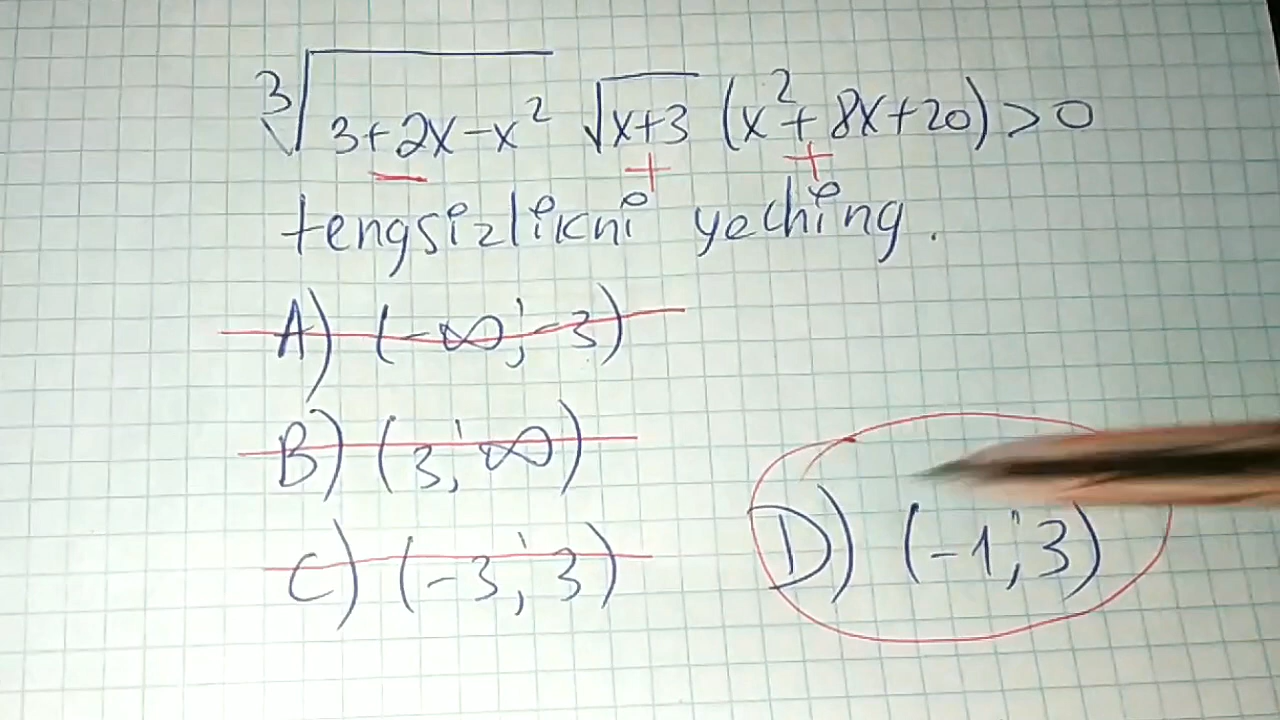 ∛(3+2x-x²) √(x+3) (x²+8x+20)>0
- + +
tengsizlikni yeching.
A) (-∞; -3)
B) (3; ∞)
C) (-3; 3)
D) (-1; 3)